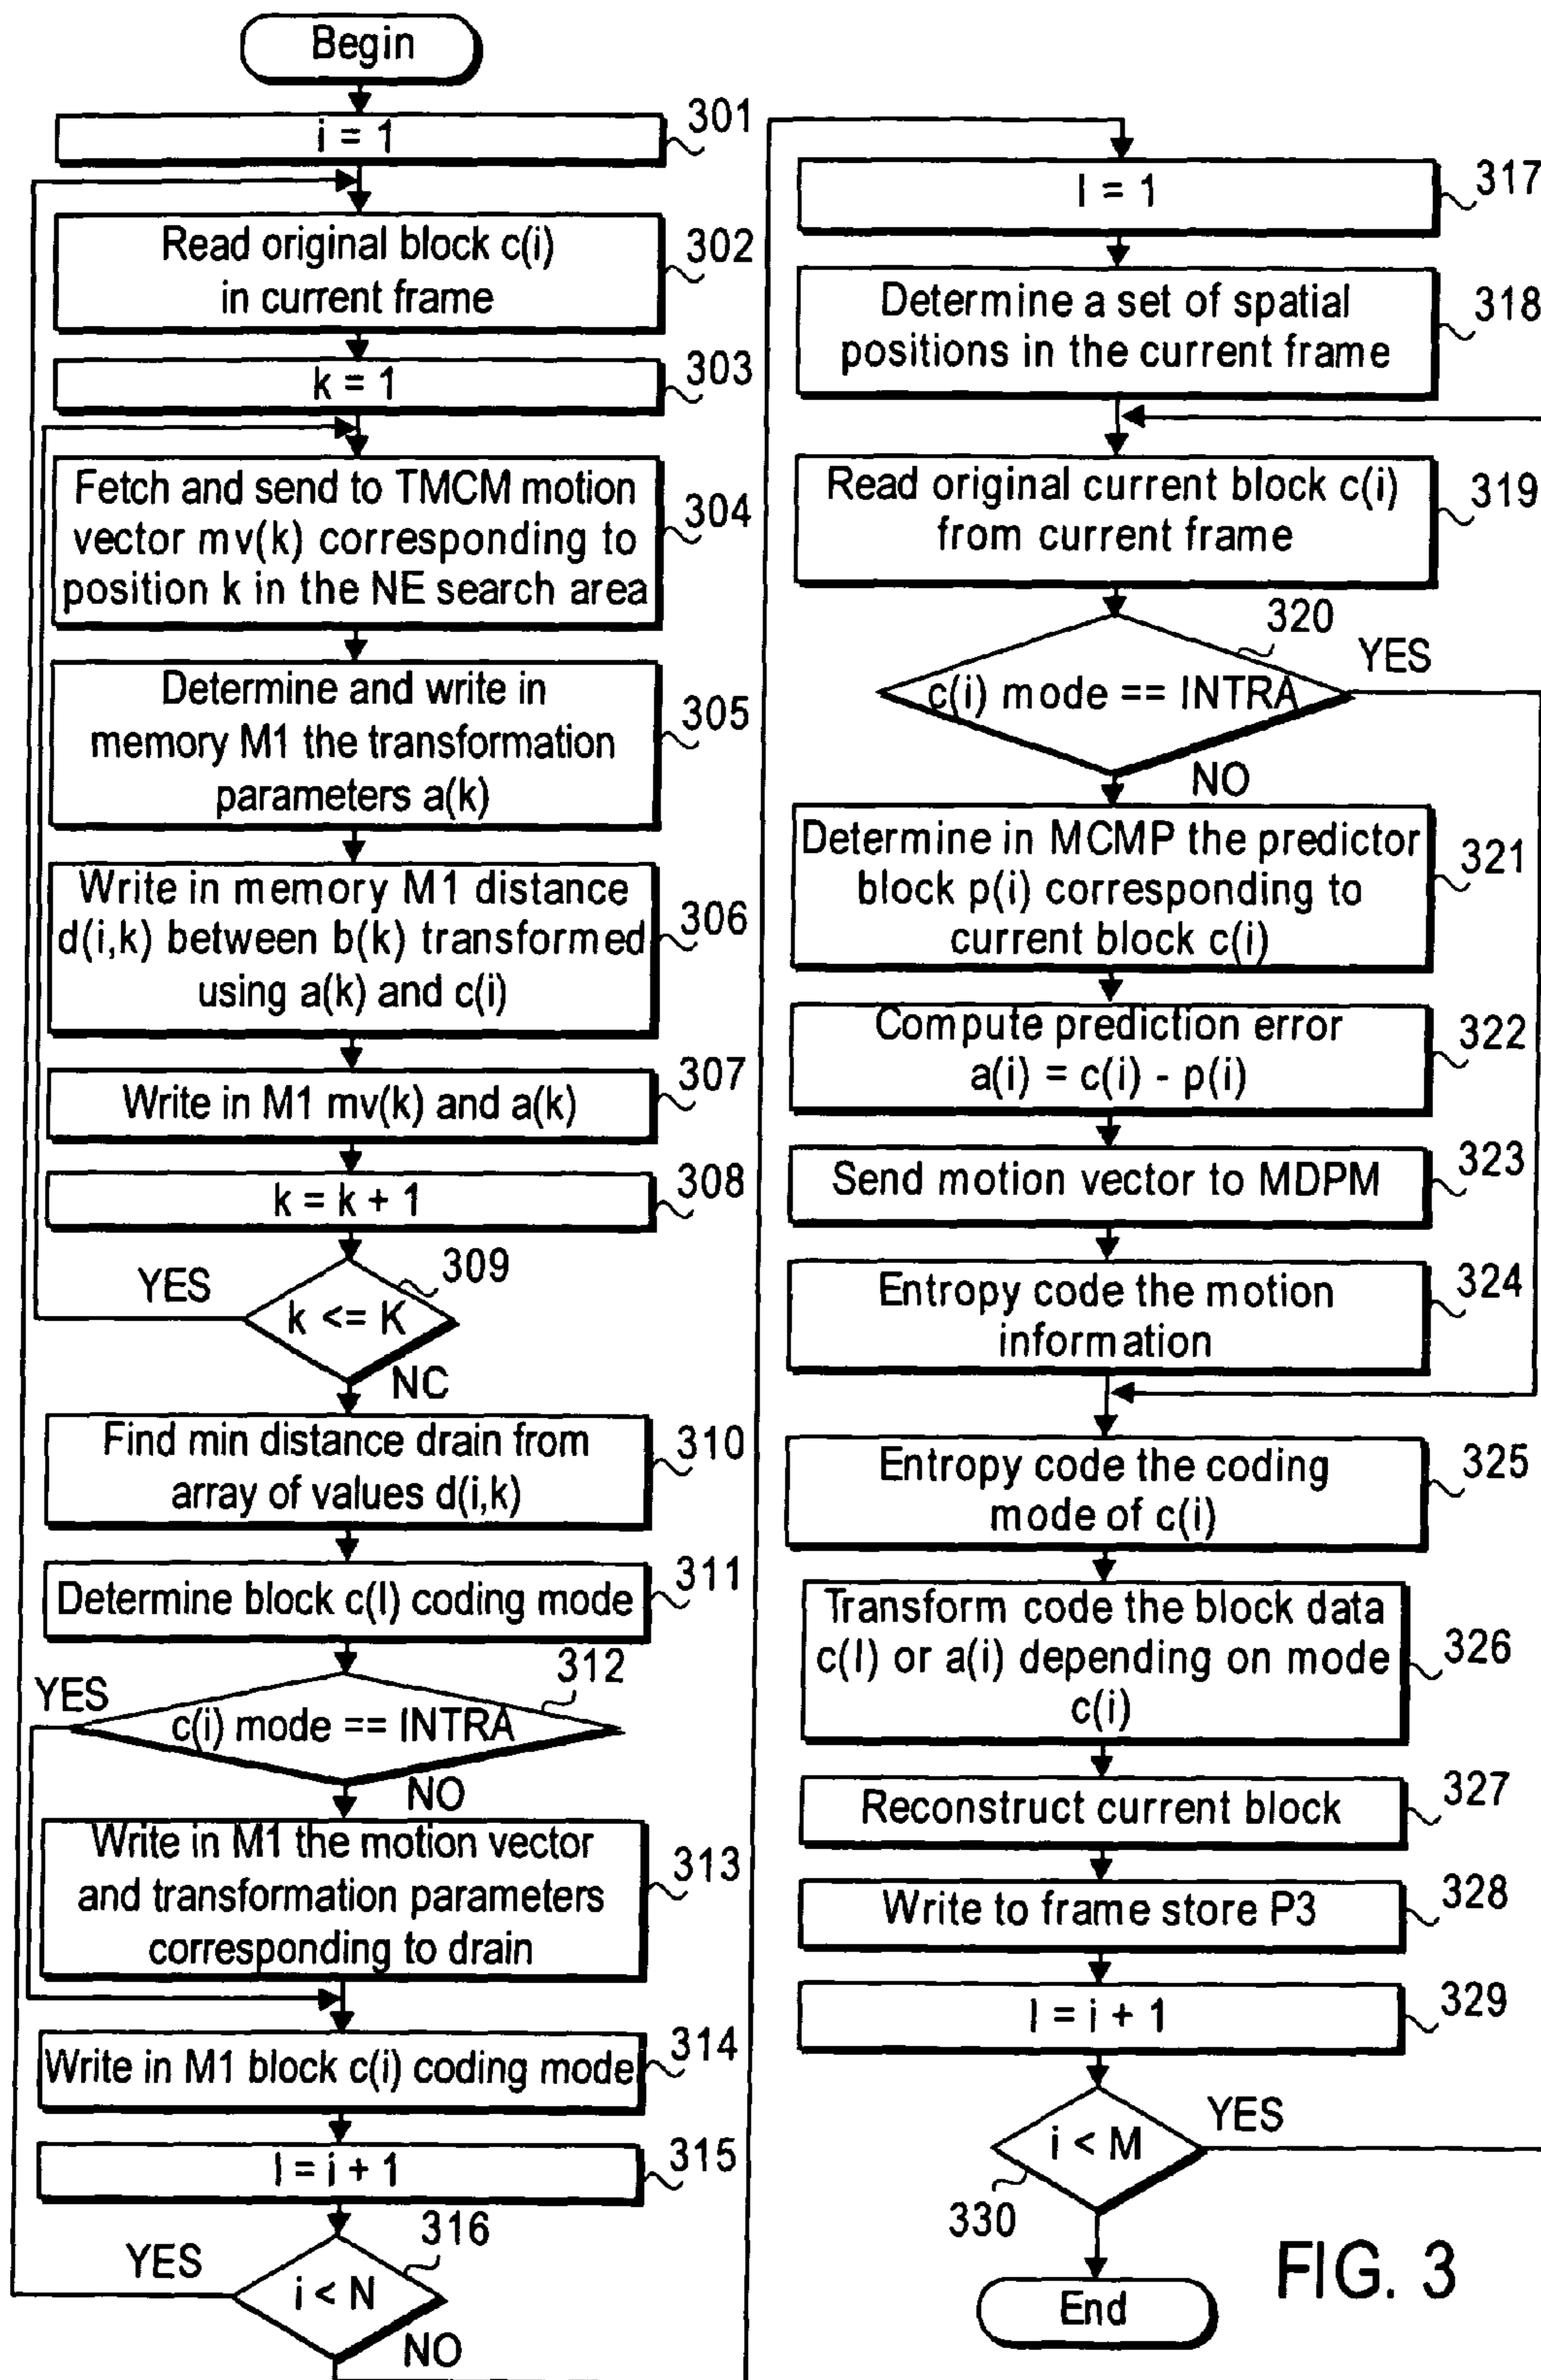 Begin
i = 1
301
Read original block c(i)
in current frame
302
k = 1
303
Fetch and send to TMCM motion
vector mv(k) corresponding to
position k in the NE search area
304
Determine and write in
memory M1 the transformation
parameters a(k)
305
Write in memory M1 distance
d(i,k) between b(k) transformed
using a(k) and c(i)
306
Write in M1 mv(k) and a(k)
307
k = k + 1
308
k <= K
309
YES
NC
Find min distance drain from
array of values d(i,k)
310
Determine block c(I) coding mode
311
c(i) mode == INTRA
312
YES
NO
Write in M1 the motion vector
and transformation parameters
corresponding to drain
313
Write in M1 block c(i) coding mode
314
I = i + 1
315
i < N
316
YES
NO
I = 1
317
Determine a set of spatial
positions in the current frame
318
Read original current block c(i)
from current frame
319
c(i) mode == INTRA
320
YES
NO
Determine in MCMP the predictor
block p(i) corresponding to
current block c(i)
321
Compute prediction error
a(i) = c(i) - p(i)
322
Send motion vector to MDPM
323
Entropy code the motion
information
324
Entropy code the coding
mode of c(i)
325
Transform code the block data
c(I) or a(i) depending on mode
c(i)
326
Reconstruct current block
327
Write to frame store P3
328
I = i + 1
329
i < M
330
YES
End
FIG. 3